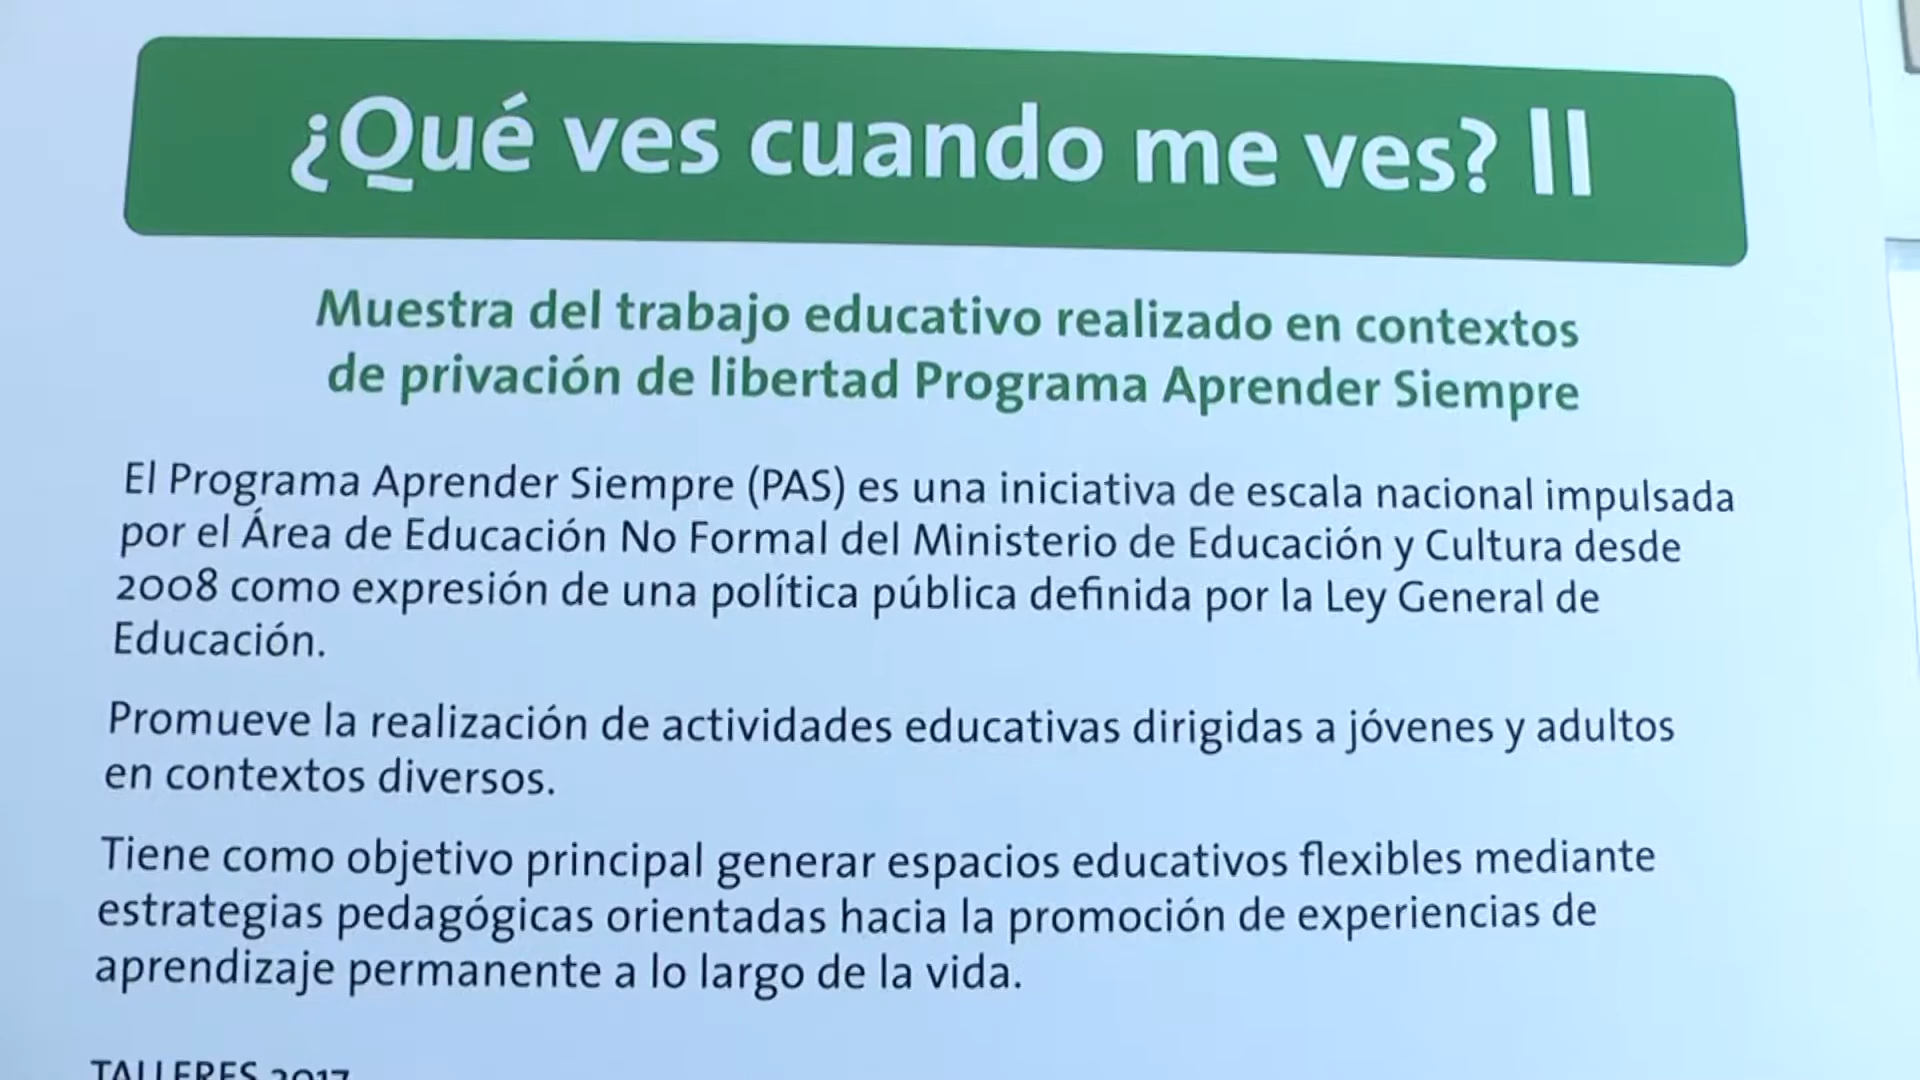 ¿Qué ves cuando me ves? II
Muestra del trabajo educativo realizado en contextos
de privación de libertad Programa Aprender Siempre
El Programa Aprender Siempre (PAS) es una iniciativa de escala nacional impulsada
por el Área de Educación No Formal del Ministerio de Educación y Cultura desde
2008 como expresión de una política pública definida por la Ley General de
Educación.
Promueve la realización de actividades educativas dirigidas a jóvenes y adultos
en contextos diversos.
Tiene como objetivo principal generar espacios educativos flexibles mediante
estrategias pedagógicas orientadas hacia la promoción de experiencias de
aprendizaje permanente a lo largo de la vida.
TALLERES 2017